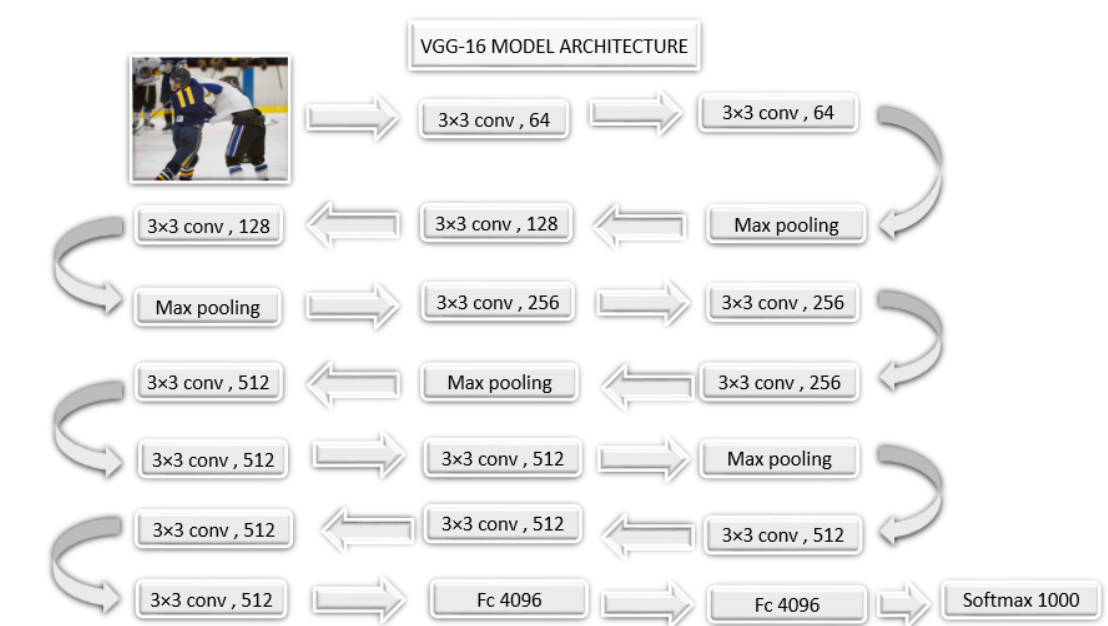 VGG-16 MODEL ARCHITECTURE
11
3×3 conv , 64
3×3 conv , 64
Max pooling
3×3 conv , 128
3×3 conv , 128
Max pooling
3×3 conv , 256
3×3 conv , 256
3×3 conv , 256
Max pooling
3×3 conv , 512
3×3 conv , 512
3×3 conv , 512
Max pooling
3×3 conv , 512
3×3 conv , 512
3×3 conv , 512
3×3 conv , 512
Fc 4096
Fc 4096
Softmax 1000